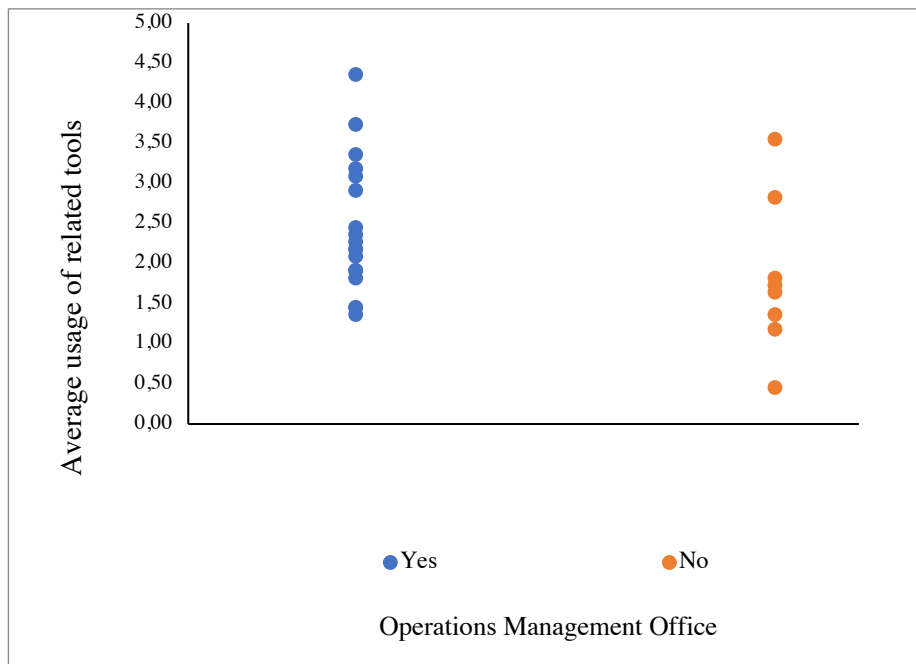 5,00
4,50
4,00
3,50
3,00
2,50
2,00
1,50
1,00
0,50
0,00
Average usage of related tools
Yes
No
Operations Management Office